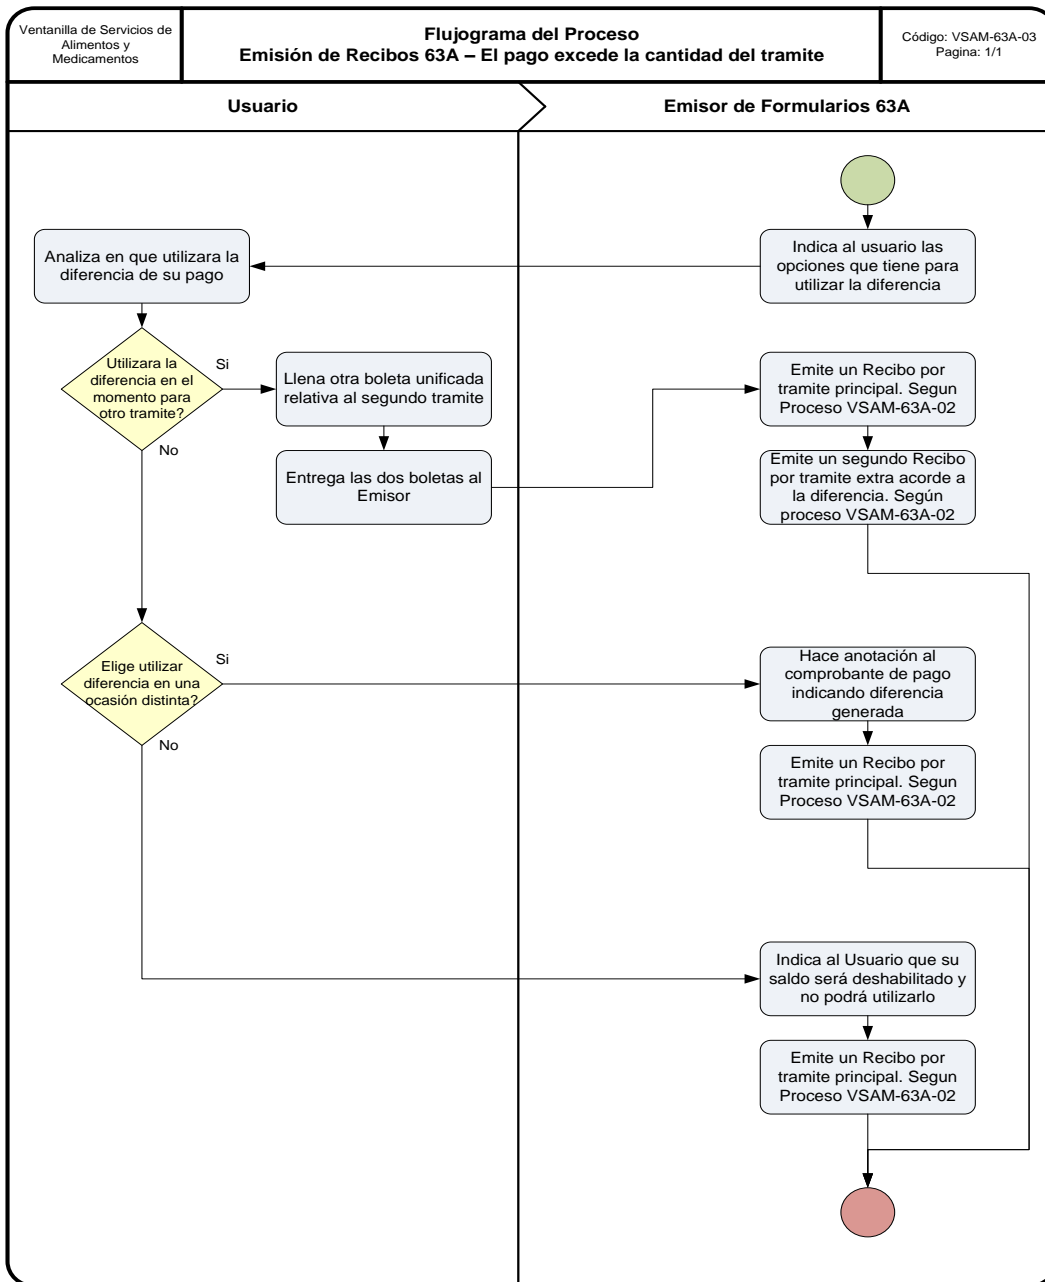 Ventanilla de Servicios de
Alimentos y
Medicamentos
Flujograma del Proceso
Emisión de Recibos 63A – El pago excede la cantidad del tramite
Código: VSAM-63A-03
Pagina: 1/1
Usuario
Emisor de Formularios 63A
Analiza en que utilizara la
diferencia de su pago
Indica al usuario las
opciones que tiene para
utilizar la diferencia
Utilizara la
diferencia en el
momento para
otro tramite?
Si
No
Llena otra boleta unificada
relativa al segundo tramite
Entrega las dos boletas al
Emisor
Emite un Recibo por
tramite principal. Segun
Proceso VSAM-63A-02
Emite un segundo Recibo
por tramite extra acorde a
la diferencia. Según
proceso VSAM-63A-02
Elige utilizar
diferencia en una
ocasión distinta?
Si
No
Hace anotación al
comprobante de pago
indicando diferencia
generada
Emite un Recibo por
tramite principal. Segun
Proceso VSAM-63A-02
Indica al Usuario que su
saldo será deshabilitado y
no podrá utilizarlo
Emite un Recibo por
tramite principal. Segun
Proceso VSAM-63A-02